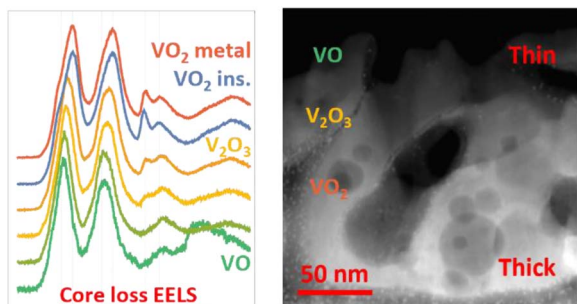 VO₂ metal
VO₂ ins.
V₂O₃
VO
Core loss EELS
VO
Thin
V₂O₃
VO₂
Thick
50 nm